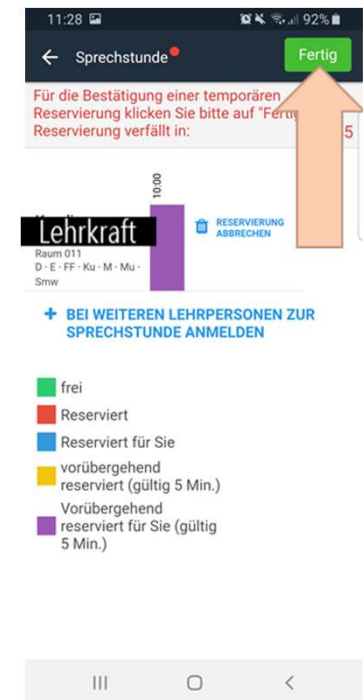 11:28 92%
Sprechstunde Fertig
Für die Bestätigung einer temporären
Reservierung klicken Sie bitte auf "Fertig
Reservierung verfällt in: 5
10:00
Lehrkraft
RESERVIERUNG
ABBRECHEN
Raum 011
D - E - FF - Ku - M - Mu -
Smw
+ BEI WEITEREN LEHRPERSONEN ZUR
SPRECHSTUNDE ANMELDEN
frei
Reserviert
Reserviert für Sie
vorübergehend
reserviert (gültig 5 Min.)
Vorübergehend
reserviert für Sie (gültig
5 Min.)